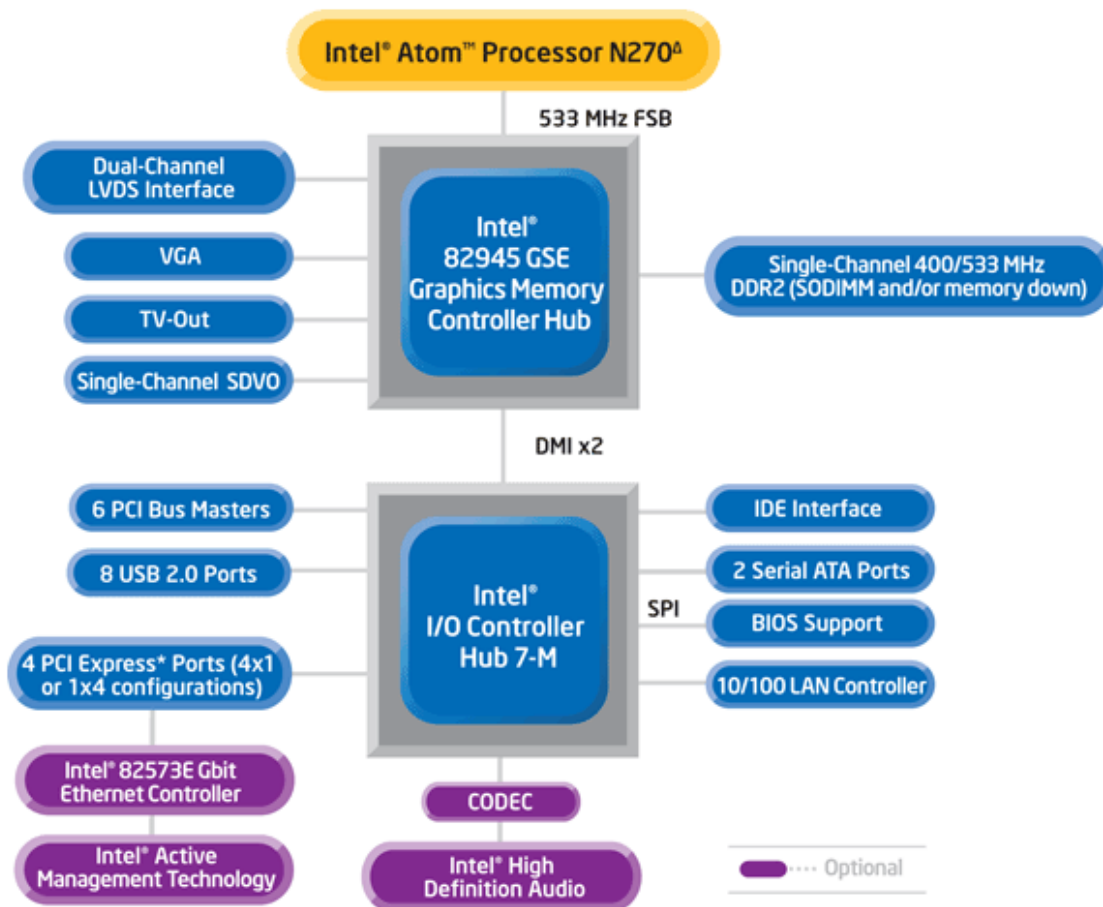 Intel® Atom™ Processor N270Δ
533 MHz FSB
Dual-Channel
LVDS Interface
VGA
TV-Out
Single-Channel SDVO
Intel®
82945 GSE
Graphics Memory
Controller Hub
Single-Channel 400/533 MHz
DDR2 (SODIMM and/or memory down)
DMI x2
6 PCI Bus Masters
8 USB 2.0 Ports
4 PCI Express* Ports (4x1
or 1x4 configurations)
Intel®
I/O Controller
Hub 7-M
IDE Interface
2 Serial ATA Ports
SPI
BIOS Support
10/100 LAN Controller
Intel® 82573E Gbit
Ethernet Controller
Intel® Active
Management Technology
CODEC
Intel® High
Definition Audio
Optional